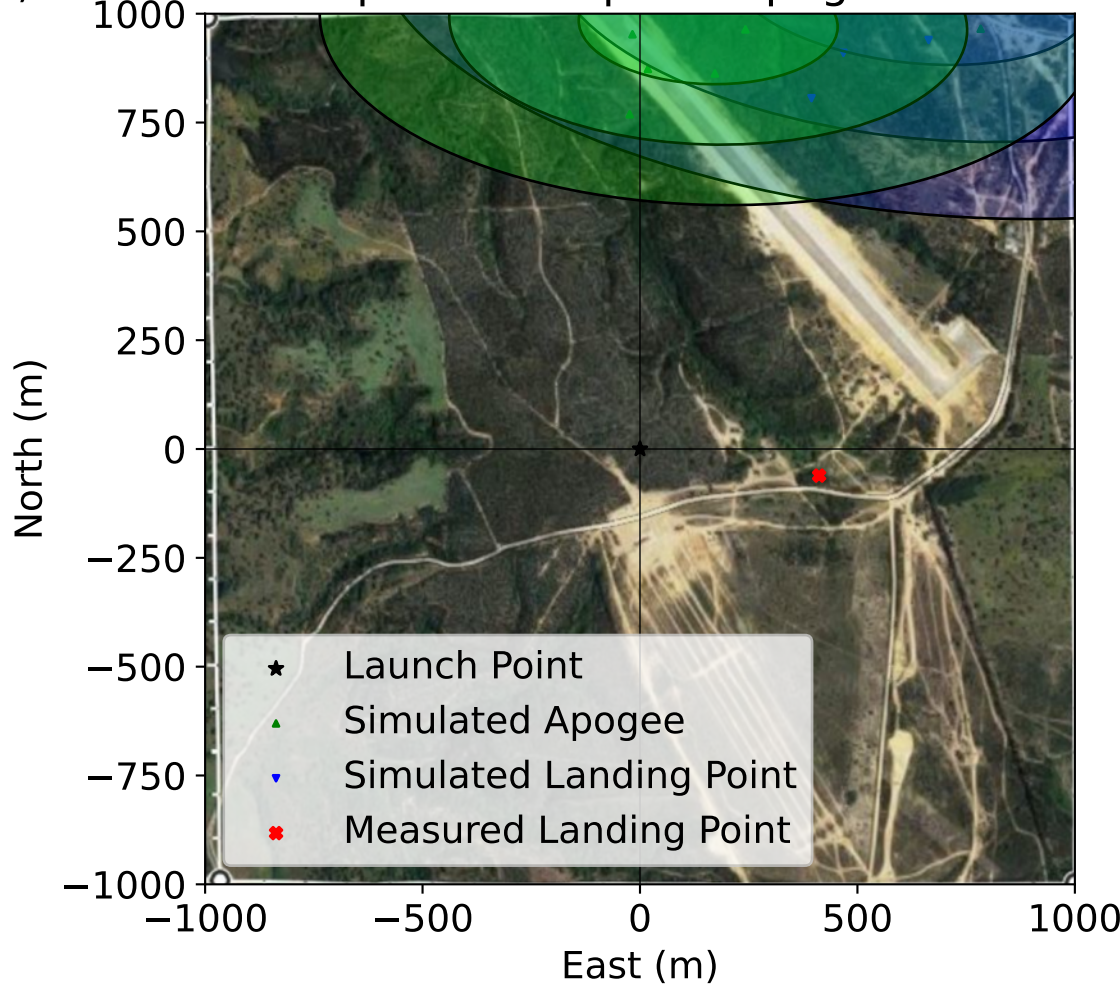 1000
750
500
250
0
−250
−500
−750
−1000
North (m)
Launch Point
Simulated Apogee
Simulated Landing Point
Measured Landing Point
−1000
−500
0
500
1000
East (m)